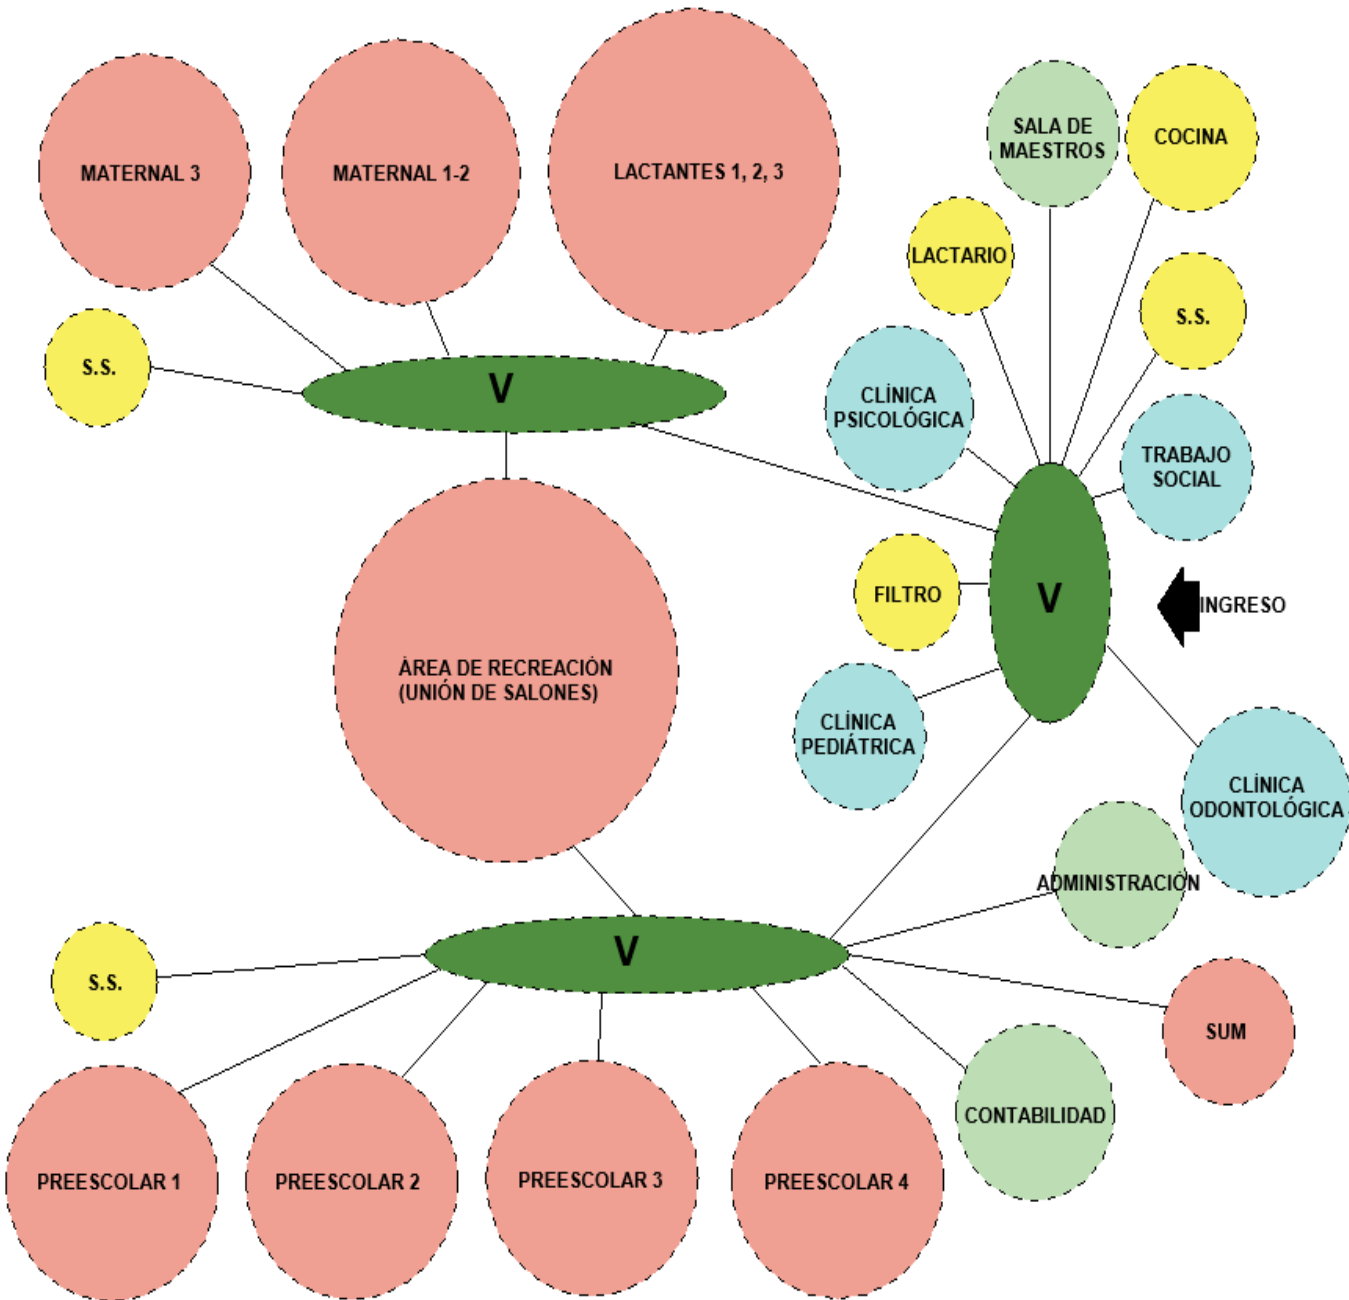 MATERNAL 3
MATERNAL 1-2
LACTANTES 1, 2, 3
SALA DE
MAESTROS
COCINA
LACTARIO
S.S.
S.S.
V
CLÍNICA
PSICOLÓGICA
TRABAJO
SOCIAL
FILTRO
V
INGRESO
ÁREA DE RECREACIÓN
(UNIÓN DE SALONES)
CLÍNICA
PEDIÁTRICA
CLÍNICA
ODONTOLÓGICA
ADMINISTRACIÓN
V
S.S.
SUM
CONTABILIDAD
PREESCOLAR 1
PREESCOLAR 2
PREESCOLAR 3
PREESCOLAR 4